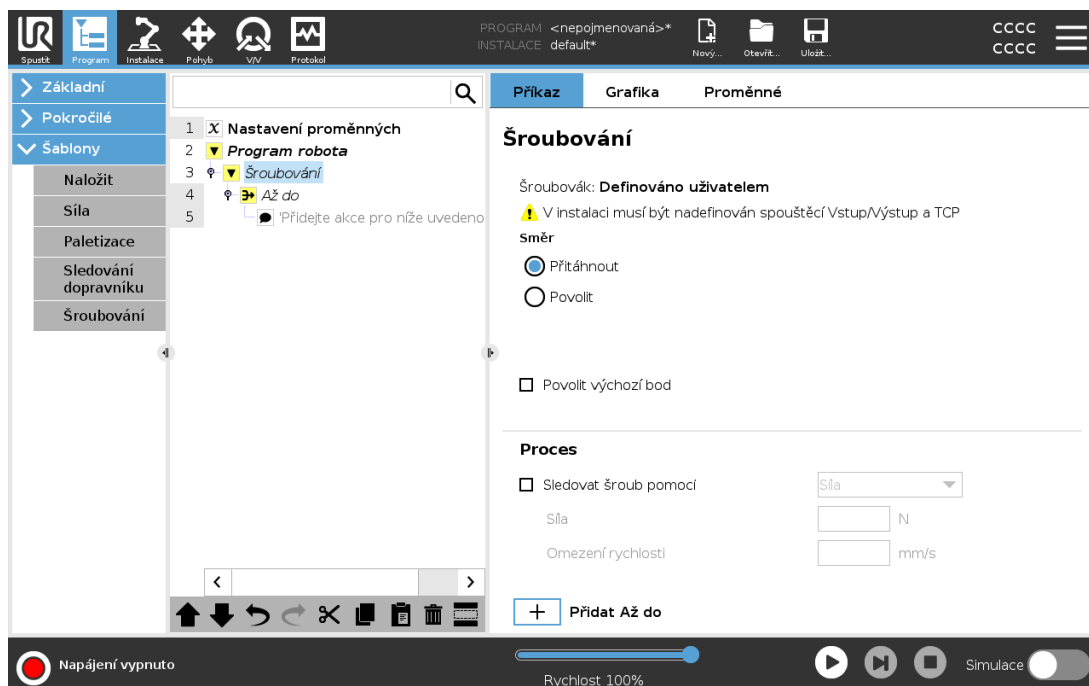 PROGRAM <nepojmenovaná>*
INSTALACE default*
CCCC
CCCC
Spustit Program Instalace Pohyb V/V Protokol Nový... Otevřít... Uložit...
Základní
Pokročilé
Šablony
Naložit
Síla
Paletizace
Sledování
dopravníku
Šroubování
1 X Nastavení proměnných
2 Program robota
3 Šroubování
4 Až do
5 'Přidejte akce pro níže uvedeno
Příkaz Grafika Proměnné
Šroubování
Šroubovák: Definováno uživatelem
V instalaci musí být nadefinován spouštěcí Vstup/Výstup a TCP
Směr
Přitáhnout
Povolit
Povolit výchozí bod
Proces
Sledovat šroub pomocí Síla
Síla N
Omezení rychlosti mm/s
Přidat Až do
Napájení vypnuto
Rychlost 100%
Simulace